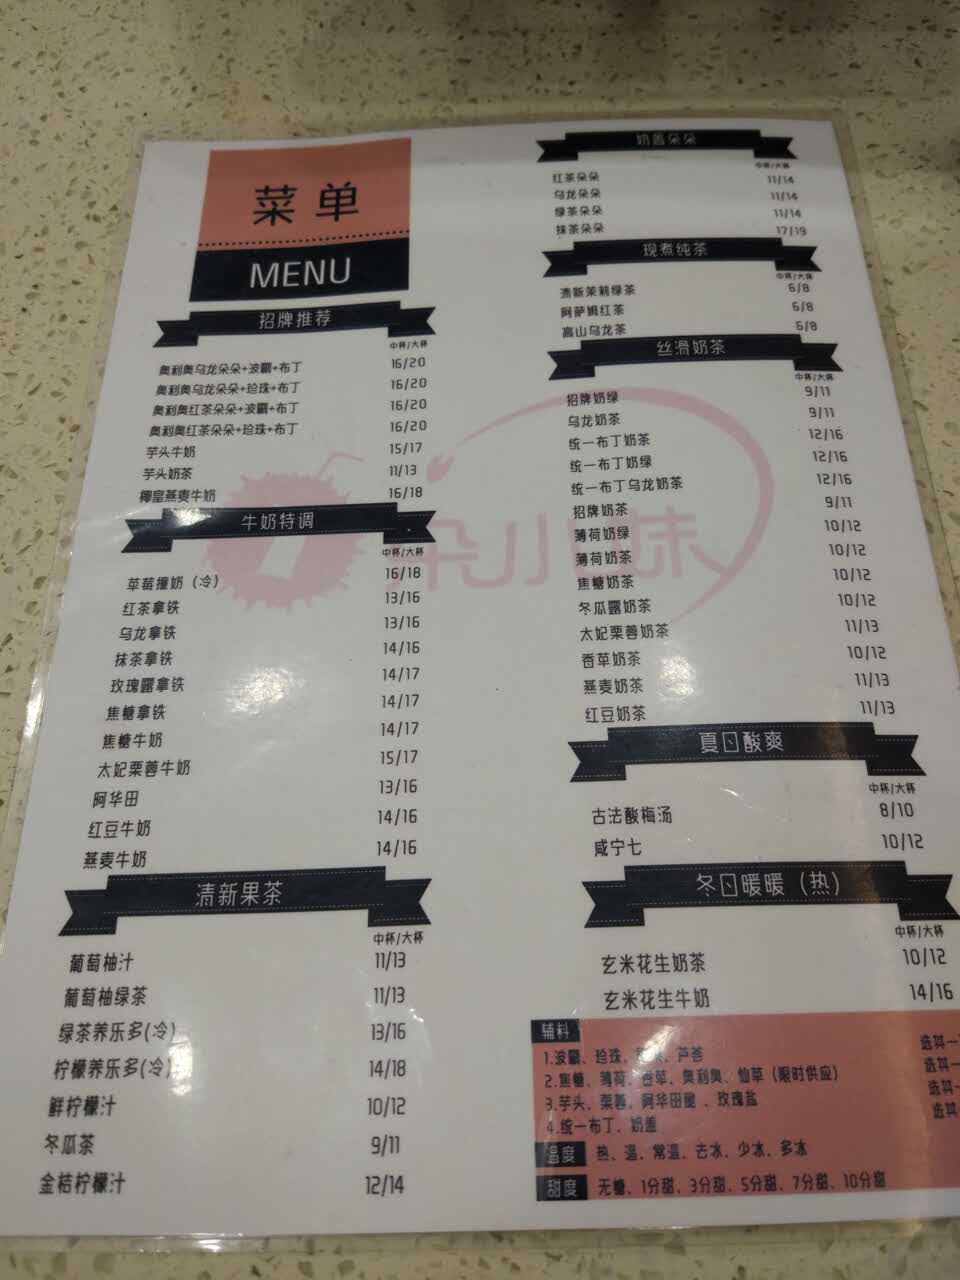 菜单
MENU
招牌推荐
中杯/大杯
奥利奥乌龙朵朵+波霸+布丁 16/20
奥利奥乌龙朵朵+珍珠+布丁 16/20
奥利奥红茶朵朵+波霸+布丁 16/20
奥利奥红茶朵朵+珍珠+布丁 16/20
芋头牛奶 15/17
芋头奶茶 11/13
椰皇燕麦牛奶 16/18
牛奶特调
中杯/大杯
草莓撞奶（冷） 16/18
红茶拿铁 13/16
乌龙拿铁 13/16
抹茶拿铁 14/16
玫瑰露拿铁 14/17
焦糖拿铁 14/17
焦糖牛奶 14/17
太妃栗蓉牛奶 15/17
阿华田 13/16
红豆牛奶 14/16
燕麦牛奶 14/16
清新果茶
中杯/大杯
葡萄柚汁 11/13
葡萄柚绿茶 11/13
绿茶养乐多(冷) 13/16
柠檬养乐多(冷) 14/18
鲜柠檬汁 10/12
冬瓜茶 9/11
金桔柠檬汁 12/14
奶盖朵朵
中杯/大杯
红茶朵朵 11/14
乌龙朵朵 11/14
绿茶朵朵 11/14
抹茶朵朵 17/19
现煮纯茶
中杯/大杯
清新茉莉绿茶 6/8
阿萨姆红茶 6/8
高山乌龙茶 6/8
丝滑奶茶
中杯/大杯
招牌奶绿 9/11
乌龙奶茶 9/11
统一布丁奶茶 12/16
统一布丁奶绿 12/16
统一布丁乌龙奶茶 12/16
招牌奶茶 9/11
薄荷奶绿 10/12
薄荷奶茶 10/12
焦糖奶茶 10/12
冬瓜露奶茶 10/12
太妃栗蓉奶茶 11/13
香草奶茶 10/12
燕麦奶茶 11/13
红豆奶茶 11/13
朵小妹
夏日酸爽
中杯/大杯
古法酸梅汤 8/10
咸宁七 10/12
冬日暖暖（热）
中杯/大杯
玄米花生奶茶 10/12
玄米花生牛奶 14/16
辅料
1.波霸、珍珠、芦荟 选其一
2.焦糖、薄荷、香草、奥利奥、仙草（限时供应） 选其一
3.芋头、栗蓉、阿华田脆、玫瑰盐 选其一
4.统一布丁、奶盖 选其
温度 热、温、常温、去冰、少冰、多冰
甜度 无糖、1分甜、3分甜、5分甜、7分甜、10分甜